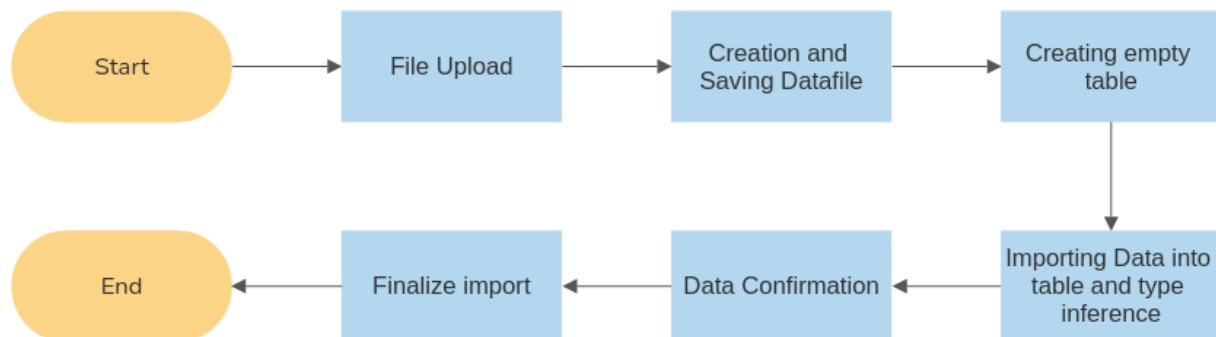 Start
File Upload
Creation and
Saving Datafile
Creating empty
table
Importing Data into
table and type
inference
Data Confirmation
Finalize import
End